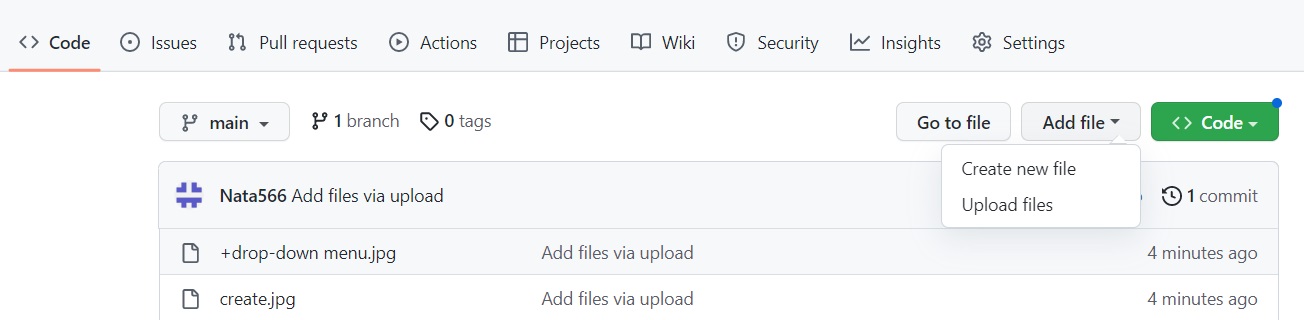 Code Issues Pull requests Actions Projects Wiki Security Insights Settings
main 1 branch 0 tags Go to file Add file Code
Create new file
Upload files
Nata566 Add files via upload 1 commit
+drop-down menu.jpg Add files via upload 4 minutes ago
create.jpg Add files via upload 4 minutes ago